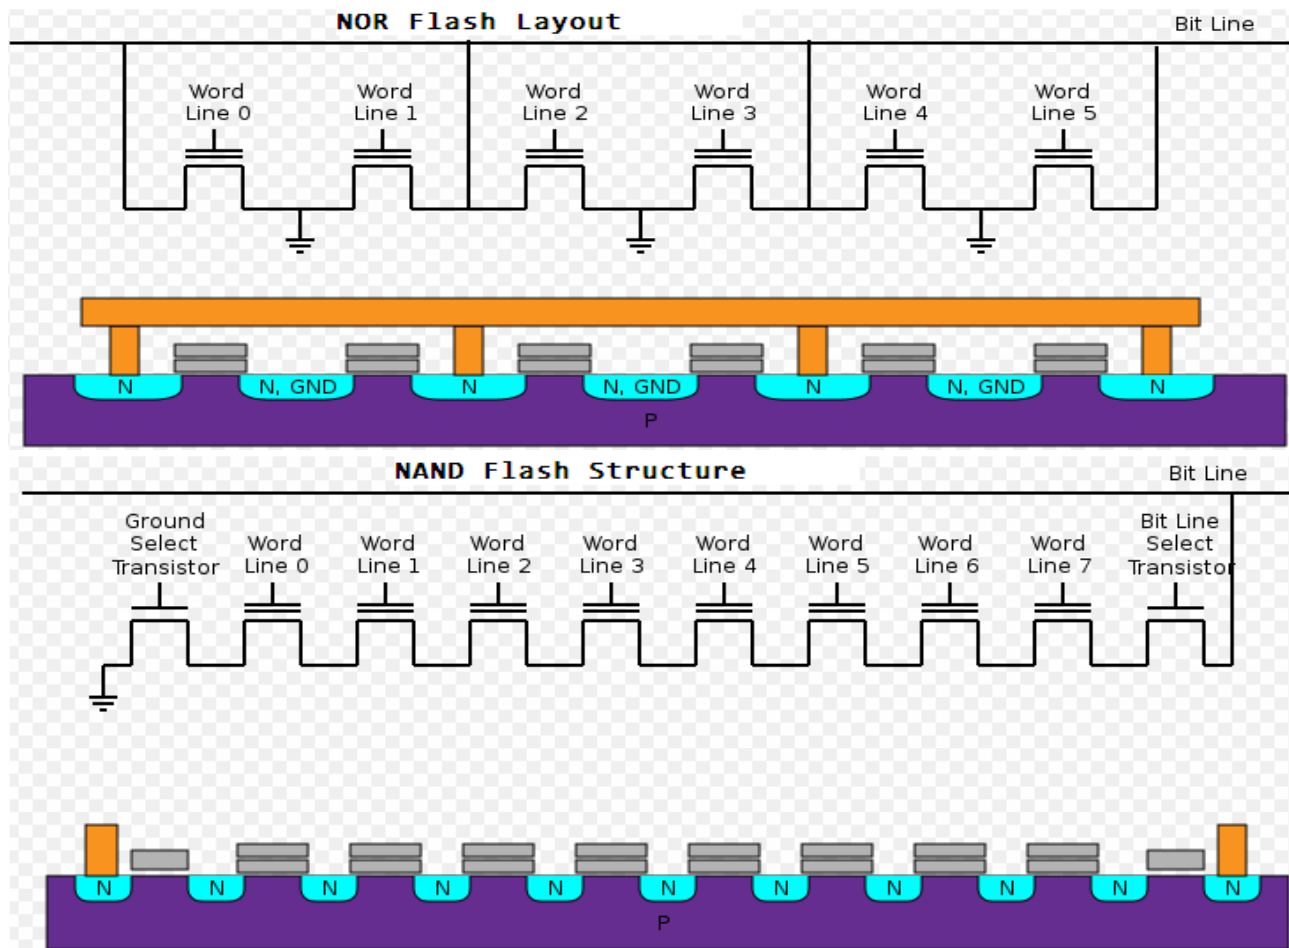 NOR Flash Layout
Bit Line
Word
Line 0
Word
Line 1
Word
Line 2
Word
Line 3
Word
Line 4
Word
Line 5
N
N, GND
N
N, GND
N
N, GND
N
P
NAND Flash Structure
Bit Line
Ground
Select
Transistor
Word
Line 0
Word
Line 1
Word
Line 2
Word
Line 3
Word
Line 4
Word
Line 5
Word
Line 6
Word
Line 7
Bit Line
Select
Transistor
N
N
N
N
N
N
N
N
N
N
N
P